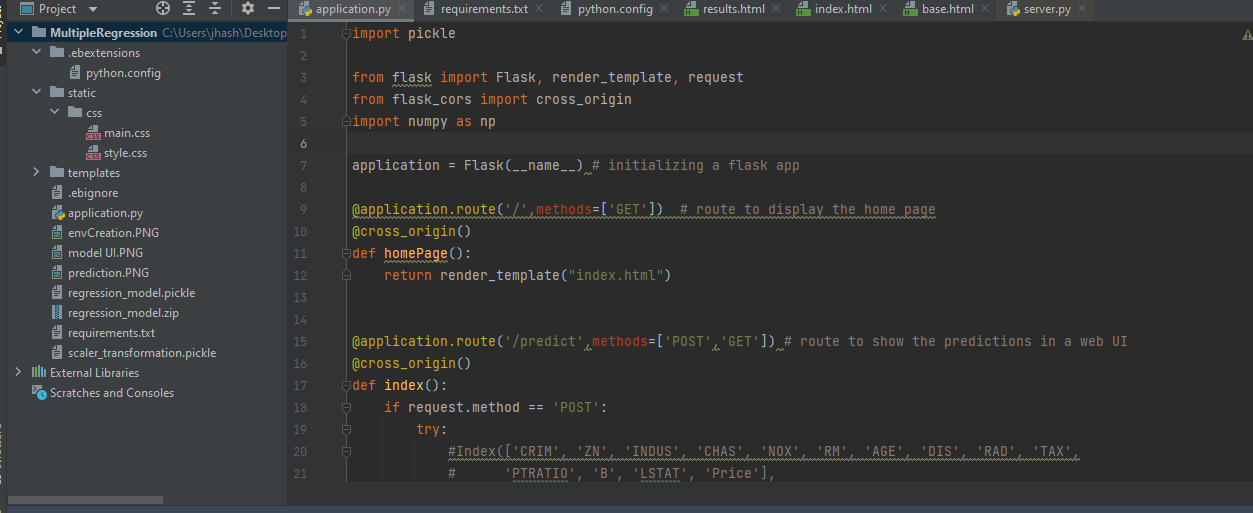 Project
application.py
requirements.txt
python.config
results.html
index.html
base.html
server.py
MultipleRegression C:\Users\jhash\Desktop
.ebextensions
python.config
static
css
main.css
style.css
templates
.ebignore
application.py
envCreation.PNG
model UI.PNG
prediction.PNG
regression_model.pickle
regression_model.zip
requirements.txt
scaler_transformation.pickle
External Libraries
Scratches and Consoles
1 import pickle
2
3 from flask import Flask, render_template, request
4 from flask_cors import cross_origin
5 import numpy as np
6
7 application = Flask(__name__) # initializing a flask app
8
9 @application.route('/',methods=['GET'])  # route to display the home page
10 @cross_origin()
11 def homePage():
12     return render_template("index.html")
13
14
15 @application.route('/predict',methods=['POST','GET']) # route to show the predictions in a web UI
16 @cross_origin()
17 def index():
18     if request.method == 'POST':
19         try:
20             #Index(['CRIM', 'ZN', 'INDUS', 'CHAS', 'NOX', 'RM', 'AGE', 'DIS', 'RAD', 'TAX',
21             #      'PTRATIO', 'B', 'LSTAT', 'Price'],